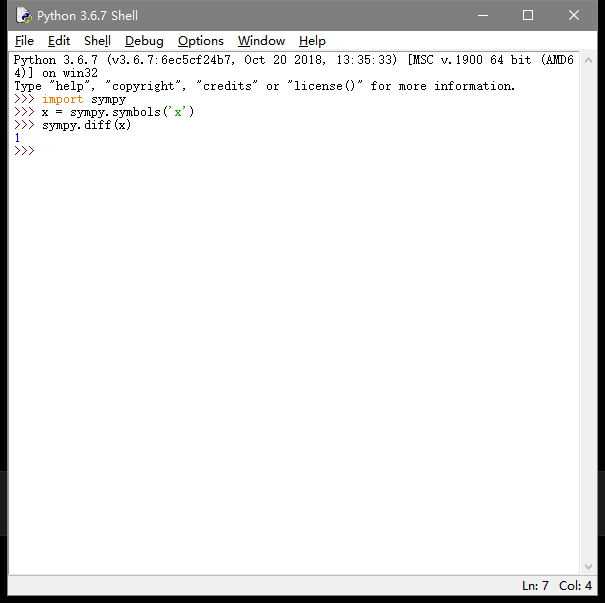 Python 3.6.7 Shell
File Edit Shell Debug Options Window Help
Python 3.6.7 (v3.6.7:6ec5cf24b7, Oct 20 2018, 13:35:33) [MSC v.1900 64 bit (AMD6
4)] on win32
Type "help", "copyright", "credits" or "license()" for more information.
>>> import sympy
>>> x = sympy.symbols('x')
>>> sympy.diff(x)
1
>>>
Ln: 7 Col: 4